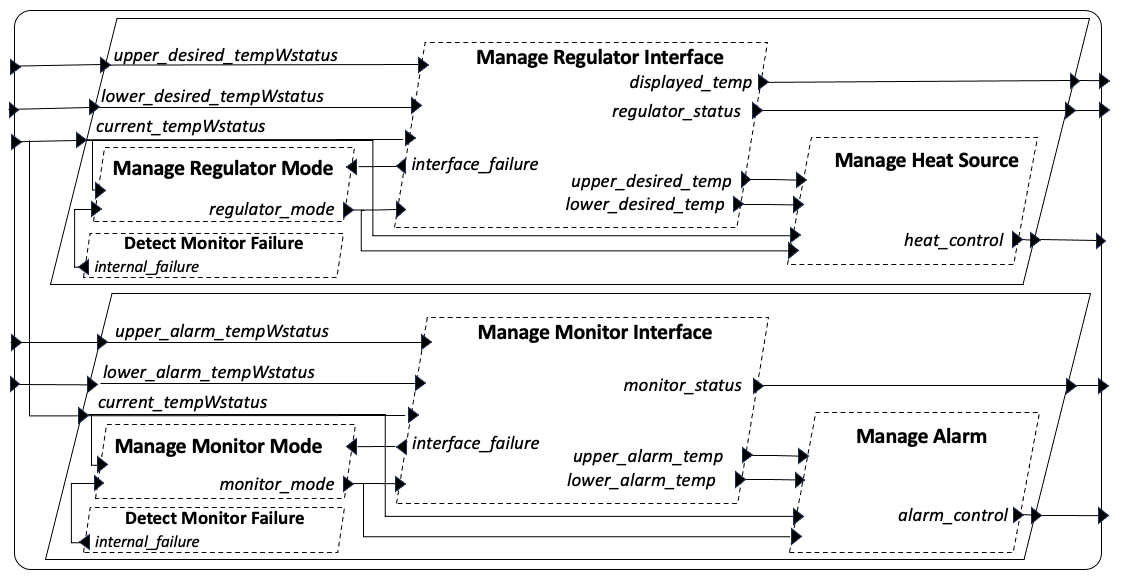 upper_desired_tempWstatus
Manage Regulator Interface
displayed_temp
lower_desired_tempWstatus
regulator_status
current_tempWstatus
Manage Regulator Mode
interface_failure
Manage Heat Source
upper_desired_temp
regulator_mode
lower_desired_temp
Detect Monitor Failure
heat_control
internal_failure
upper_alarm_tempWstatus
Manage Monitor Interface
lower_alarm_tempWstatus
monitor_status
current_tempWstatus
Manage Monitor Mode
interface_failure
Manage Alarm
upper_alarm_temp
monitor_mode
lower_alarm_temp
Detect Monitor Failure
alarm_control
internal_failure